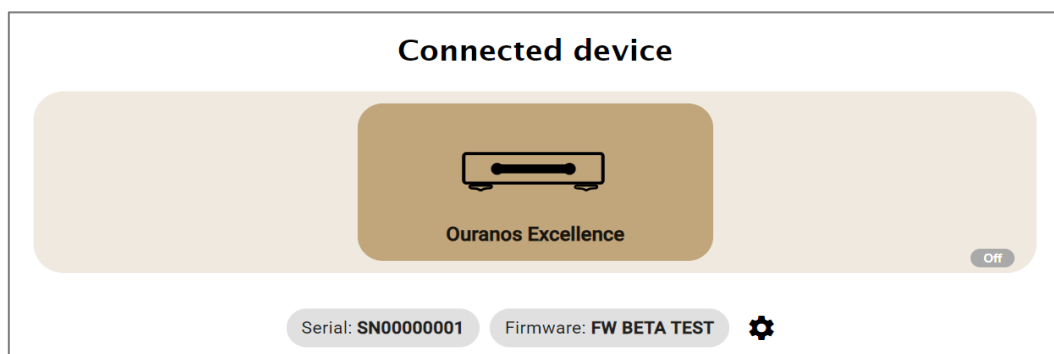 Connected device
Ouranos Excellence
Off
Serial: SN00000001 Firmware: FW BETA TEST